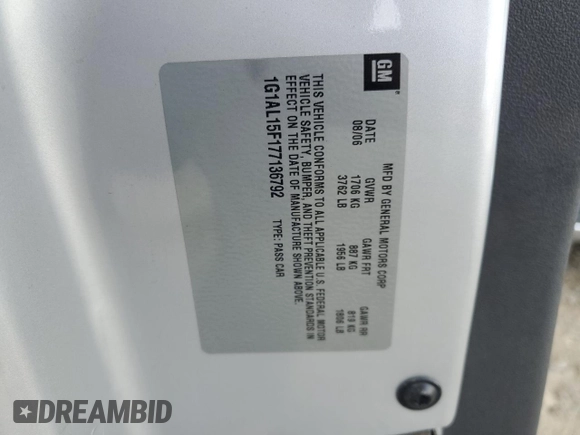 GM
MFD BY GENERAL MOTORS CORP
DATE GVWR GAWR FRT GAWR RR
08/06 1706 KG 887 KG 819 KG
3762 LB 1956 LB 1806 LB
THIS VEHICLE CONFORMS TO ALL APPLICABLE U.S. FEDERAL MOTOR
VEHICLE SAFETY, BUMPER, AND THEFT PREVENTION STANDARDS IN
EFFECT ON THE DATE OF MANUFACTURE SHOWN ABOVE.
1G1AL15F177136792 TYPE: PASS CAR
DREAMBID